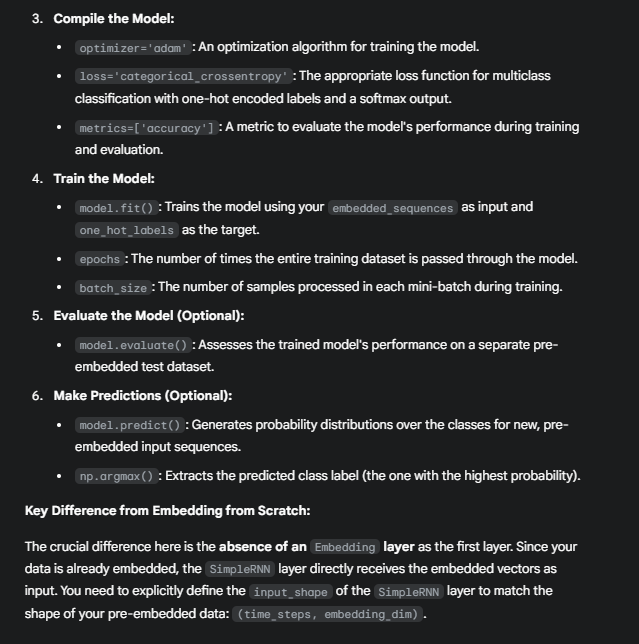 3. Compile the Model:
• optimizer='adam' : An optimization algorithm for training the model.
• loss='categorical_crossentropy' : The appropriate loss function for multiclass
classification with one-hot encoded labels and a softmax output.
• metrics=['accuracy'] : A metric to evaluate the model's performance during training
and evaluation.
4. Train the Model:
• model.fit() : Trains the model using your embedded_sequences as input and
one_hot_labels as the target.
• epochs : The number of times the entire training dataset is passed through the model.
• batch_size : The number of samples processed in each mini-batch during training.
5. Evaluate the Model (Optional):
• model.evaluate() : Assesses the trained model's performance on a separate pre-
embedded test dataset.
6. Make Predictions (Optional):
• model.predict() : Generates probability distributions over the classes for new, pre-
embedded input sequences.
• np.argmax() : Extracts the predicted class label (the one with the highest probability).
Key Difference from Embedding from Scratch:
The crucial difference here is the absence of an Embedding layer as the first layer. Since your
data is already embedded, the SimpleRNN layer directly receives the embedded vectors as
input. You need to explicitly define the input_shape of the SimpleRNN layer to match the
shape of your pre-embedded data: (time_steps, embedding_dim) .